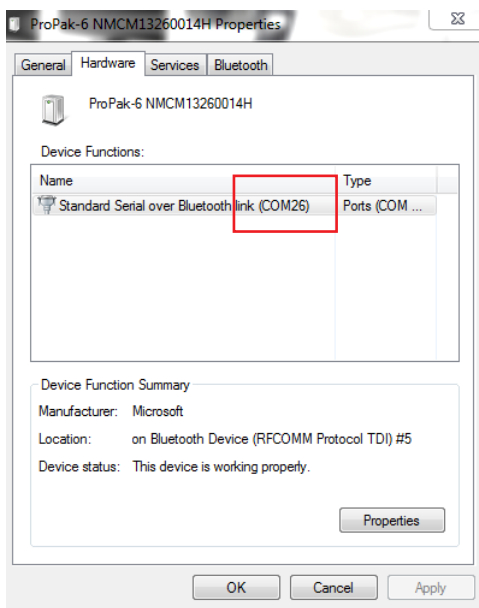 ProPak-6 NMCM13260014H Properties
General Hardware Services Bluetooth
ProPak-6 NMCM13260014H
Device Functions:
Name Type
Standard Serial over Bluetooth link (COM26) Ports (COM ...
Device Function Summary
Manufacturer: Microsoft
Location: on Bluetooth Device (RFCOMM Protocol TDI) #5
Device status: This device is working properly.
Properties
OK Cancel Apply